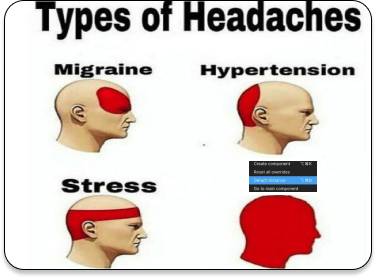 Types of Headaches
Migraine
Hypertension
Stress
Create component ⌥⌘K
Reset all overrides
Detach instance ⌥⌘B
Go to main component